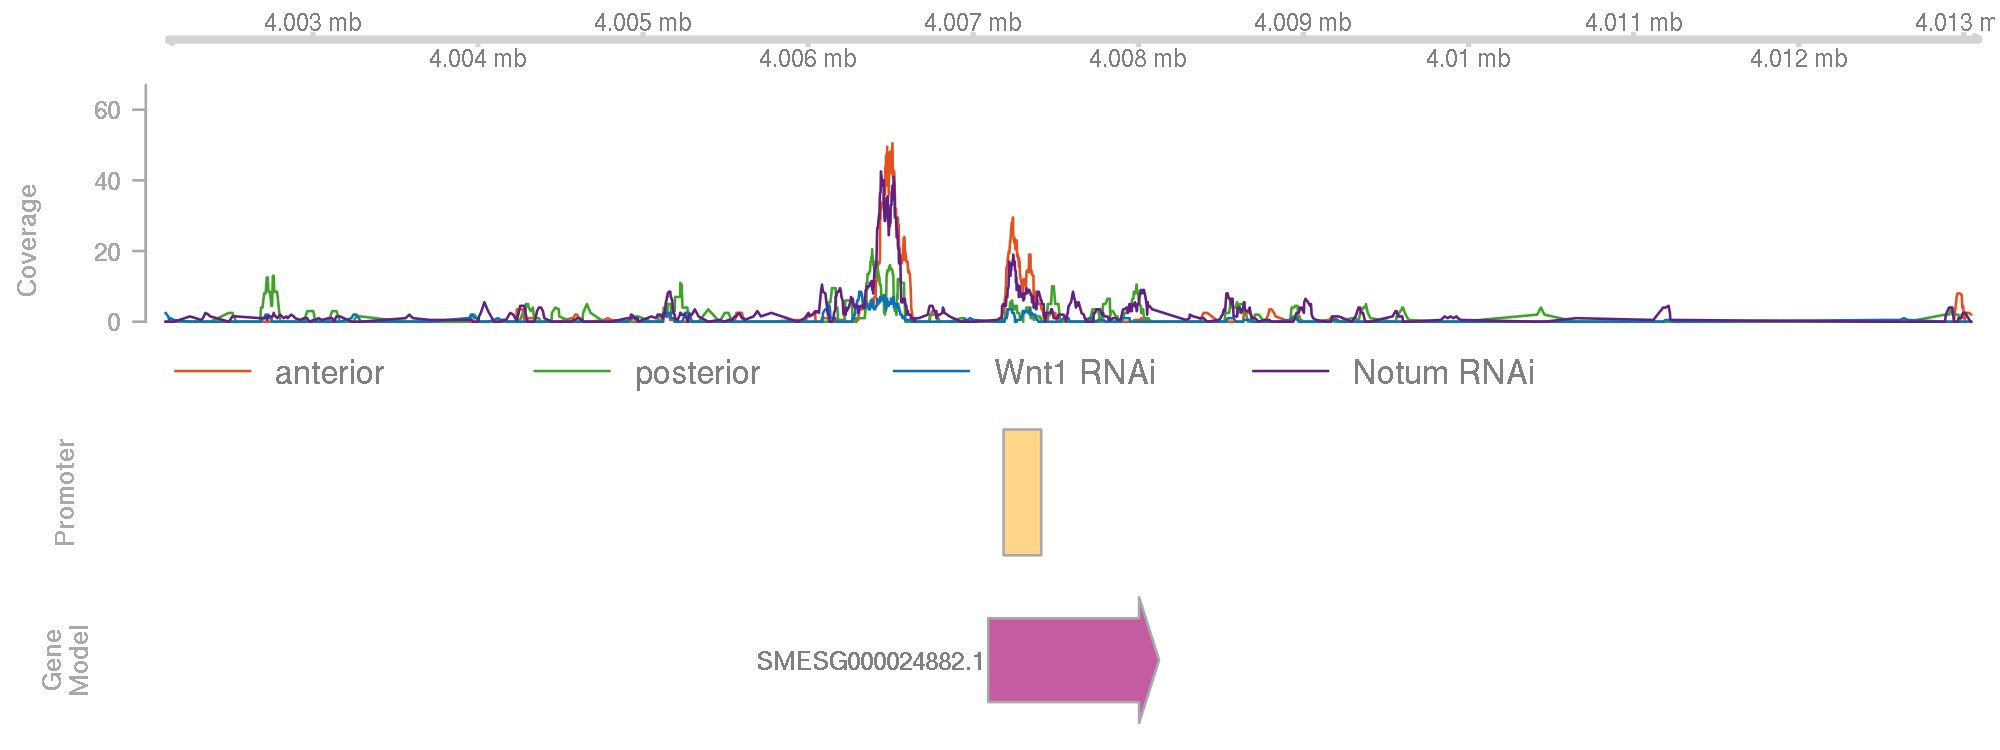 4.003 mb 4.005 mb 4.007 mb 4.009 mb 4.011 mb 4.013 m
4.004 mb 4.006 mb 4.008 mb 4.01 mb 4.012 mb
60
40
20
0
Coverage
anterior posterior Wnt1 RNAi Notum RNAi
Promoter
Gene
Model
SMESG000024882.1